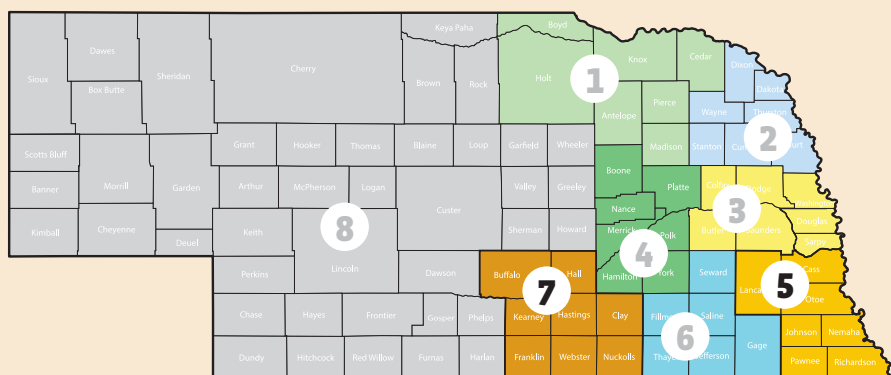 Boyd
Keya Paha
Dawes
Knox
Cedar
Dixon
Sioux
Sheridan
Cherry
Holt
1
Brown
Rock
Box Butte
Dakota
Pierce
Antelope
Wayne
Thurston
2
Grant
Hooker
Thomas
Blaine
Loup
Garfield
Wheeler
Madison
Stanton
Scotts Bluff
Boone
Banner
Morrill
Garden
Arthur
McPherson
Logan
Valley
Greeley
Platte
Custer
Nance
3
Washington
Kimball
Cheyenne
Keith
8
Sherman
Howard
Merrick
Polk
Butler
Saunders
Douglas
Deuel
Sarpy
4
Lincoln
Perkins
Dawson
Buffalo
Hall
Hamilton
York
Seward
Cass
7
5
Otoe
Chase
Hayes
Frontier
Gosper
Phelps
Kearney
Hastings
Clay
Saline
6
Johnson
Nemaha
Dundy
Hitchcock
Red Willow
Furnas
Harlan
Franklin
Webster
Nuckolls
Gage
Pawnee
Richardson